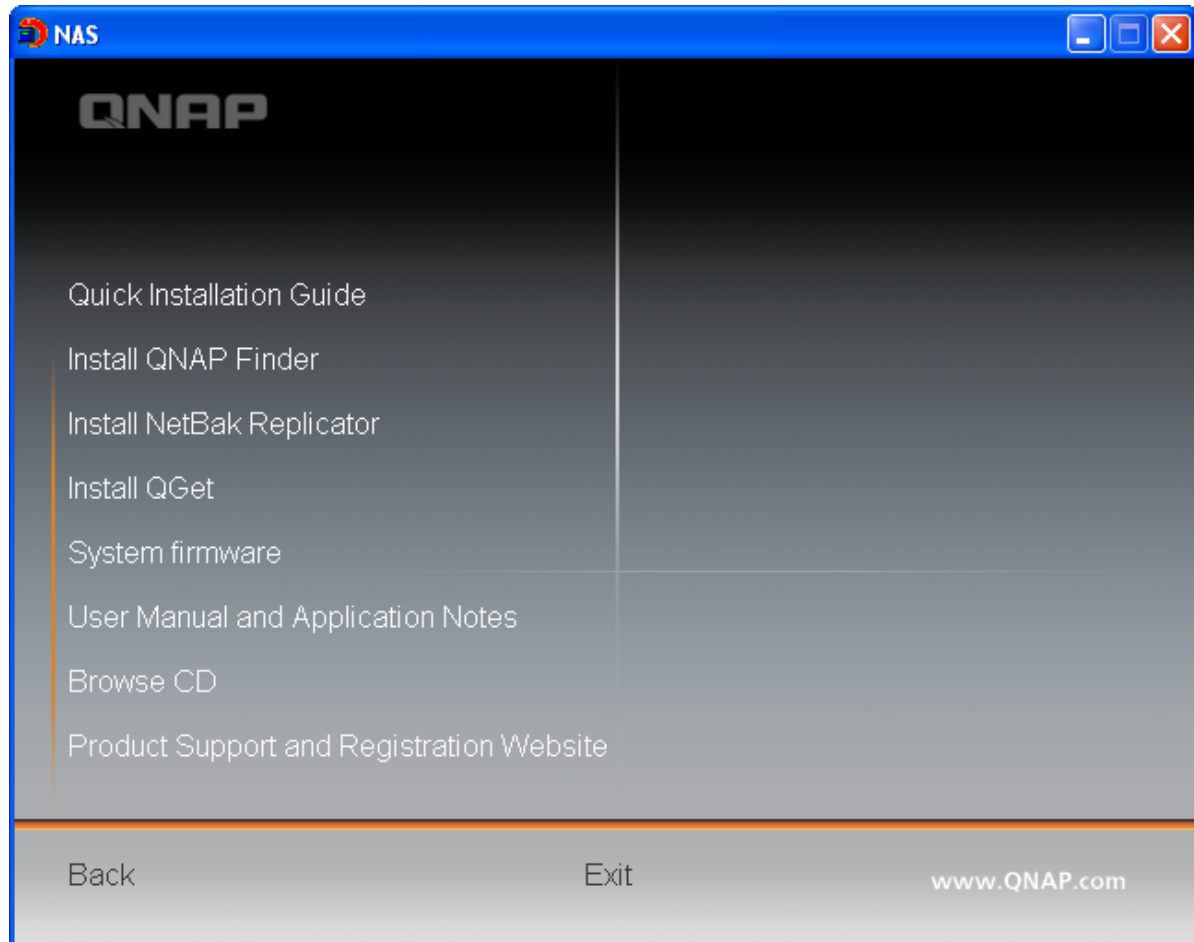 NAS
QNAP
Quick Installation Guide
Install QNAP Finder
Install NetBak Replicator
Install QGet
System firmware
User Manual and Application Notes
Browse CD
Product Support and Registration Website
Back
Exit
www.QNAP.com